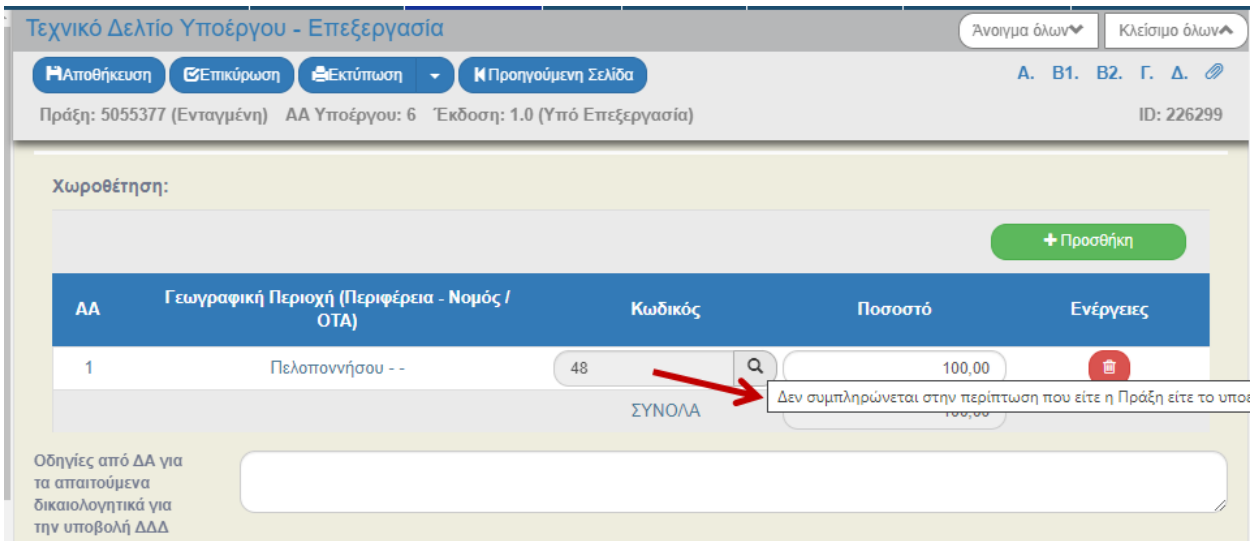 Τεχνικό Δελτίο Υποέργου - Επεξεργασία
Άνοιγμα όλων
Κλείσιμο όλων
Αποθήκευση Επικύρωση Εκτύπωση Προηγούμενη Σελίδα
Α. Β1. Β2. Γ. Δ.
Πράξη: 5055377 (Ενταγμένη) ΑΑ Υποέργου: 6 Έκδοση: 1.0 (Υπό Επεξεργασία)
ID: 226299
Χωροθέτηση:
+ Προσθήκη
ΑΑ
Γεωγραφική Περιοχή (Περιφέρεια - Νομός /
ΟΤΑ)
Κωδικός
Ποσοστό
Ενέργειες
1 Πελοποννήσου - - 48 100,00
Δεν συμπληρώνεται στην περίπτωση που είτε η Πράξη είτε το υποε
ΣΥΝΟΛΑ 100,00
Οδηγίες από ΔΑ για
τα απαιτούμενα
δικαιολογητικά για
την υποβολή ΔΔΔ